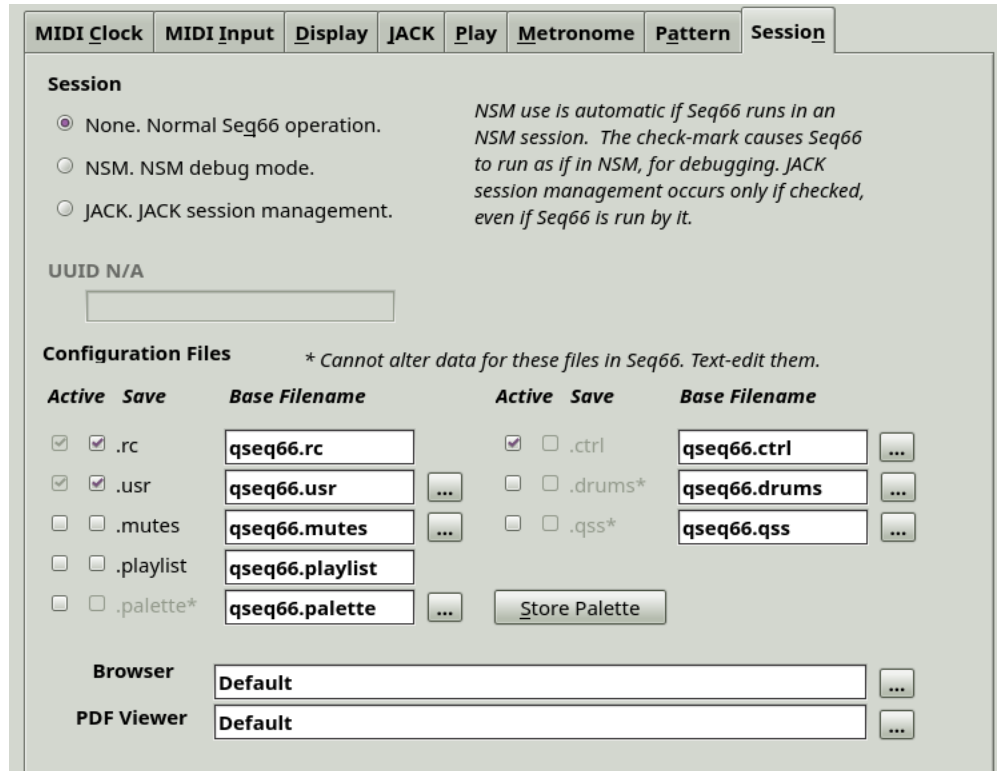 MIDI Clock MIDI Input Display JACK Play Metronome Pattern Session
Session
None. Normal Seq66 operation.
NSM. NSM debug mode.
JACK. JACK session management.
NSM use is automatic if Seq66 runs in an
NSM session. The check-mark causes Seq66
to run as if in NSM, for debugging. JACK
session management occurs only if checked,
even if Seq66 is run by it.
UUID N/A
Configuration Files * Cannot alter data for these files in Seq66. Text-edit them.
Active Save Base Filename Active Save Base Filename
.rc qseq66.rc .ctrl qseq66.ctrl ...
.usr qseq66.usr ... .drums* qseq66.drums ...
.mutes qseq66.mutes ... .qss* qseq66.qss ...
.playlist qseq66.playlist
.palette* qseq66.palette ... Store Palette
Browser Default ...
PDF Viewer Default ...